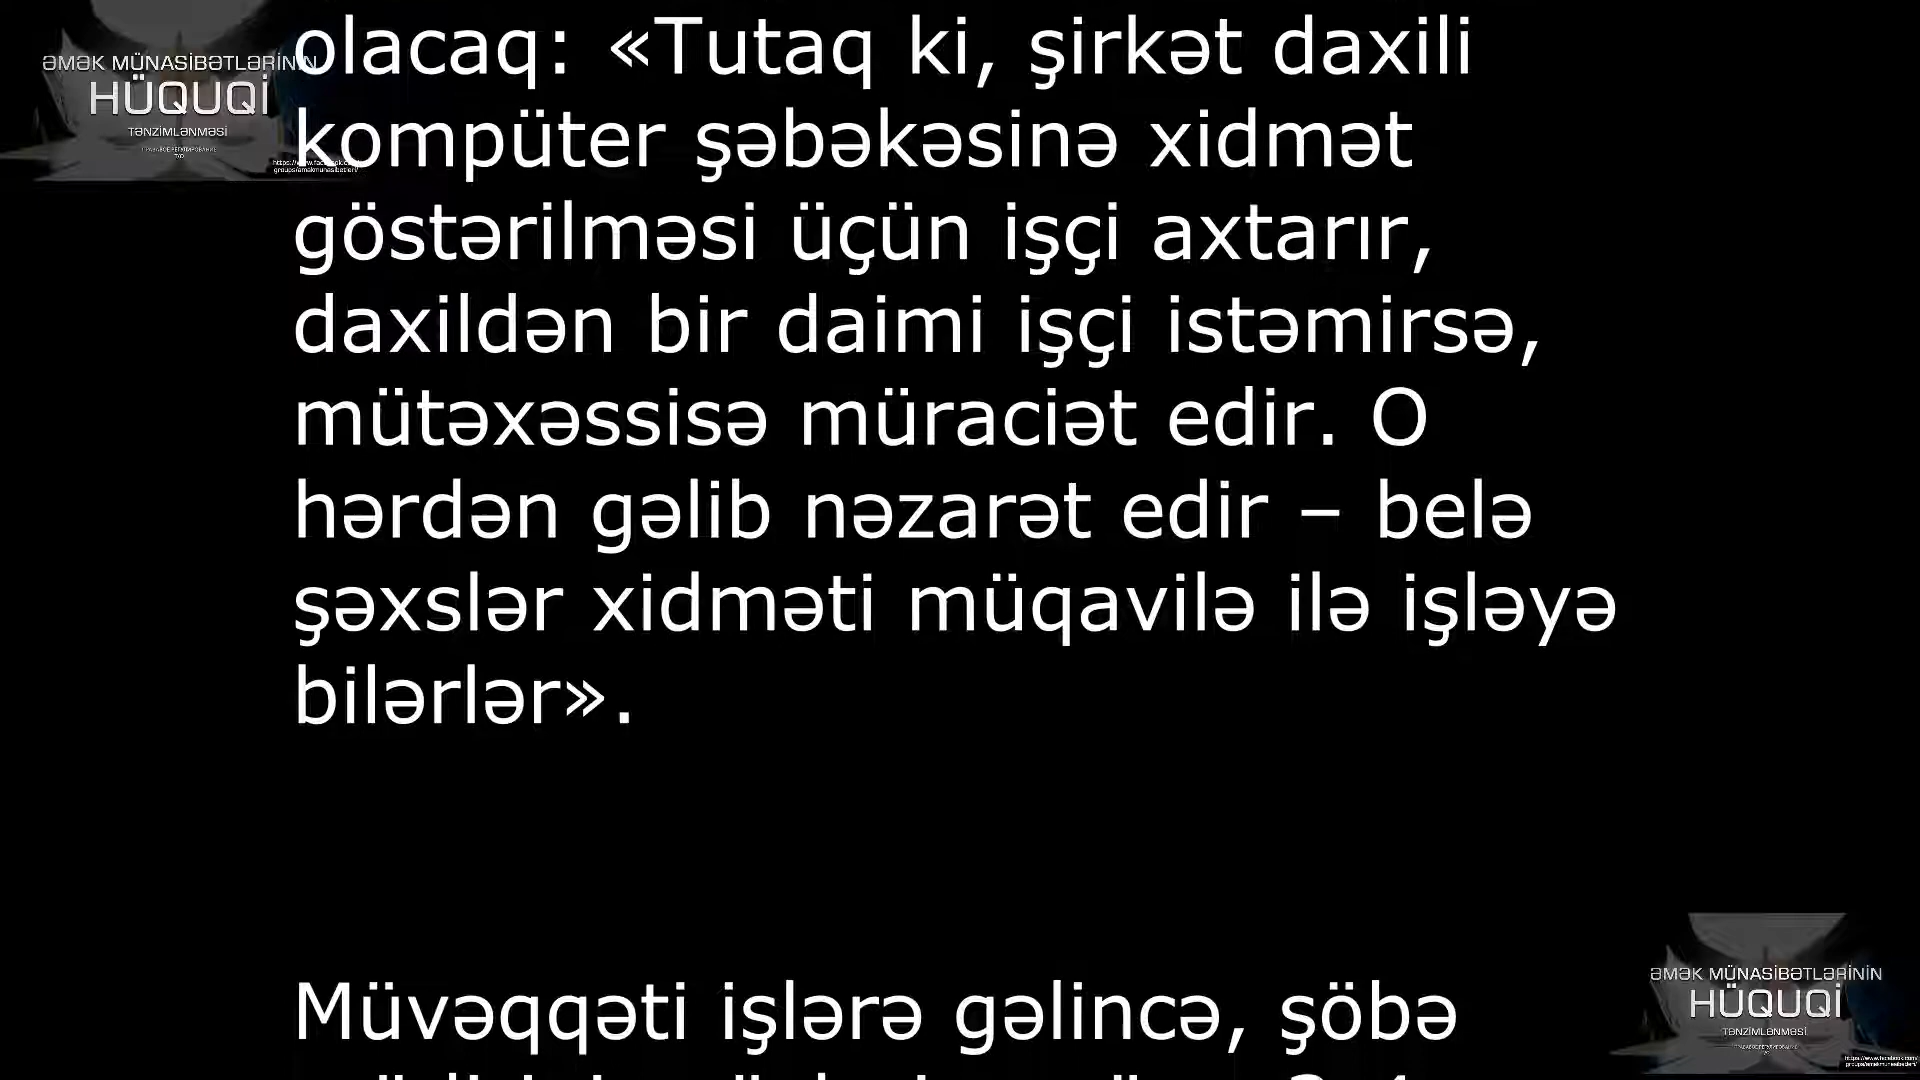 ƏMƏK MÜNASİBƏTLƏRİNİN
HÜQUQİ
TƏNZİMLƏNMƏSİ
olacaq: «Tutaq ki, şirkət daxili
kompüter şəbəkəsinə xidmət
göstərilməsi üçün işçi axtarır,
daxildən bir daimi işçi istəmirsə,
mütəxəssisə müraciət edir. O
hərdən gəlib nəzarət edir – belə
şəxslər xidməti müqavilə ilə işləyə
bilərlər».
Müvəqqəti işlərə gəlincə, şöbə
ƏMƏK MÜNASİBƏTLƏRİNİN
HÜQUQİ
TƏNZİMLƏNMƏSİ